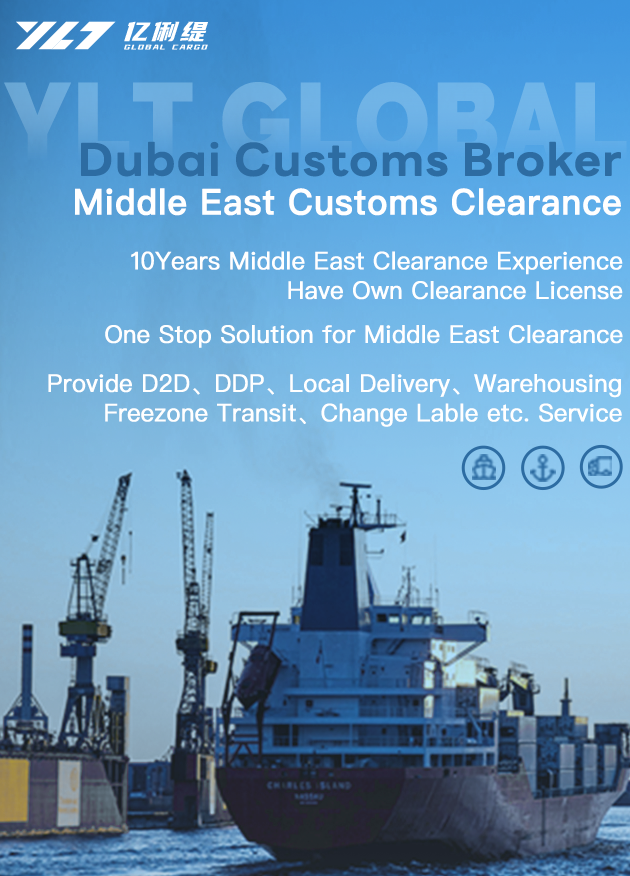 YLT 亿俐缇
GLOBAL CARGO
YLT GLOBAL
Dubai Customs Broker
Middle East Customs Clearance
10Years Middle East Clearance Experience
Have Own Clearance License
One Stop Solution for Middle East Clearance
Provide D2D、DDP、Local Delivery、Warehousing
Freezone Transit、Change Lable etc. Service
CHARLES ISLAND
NASSAU